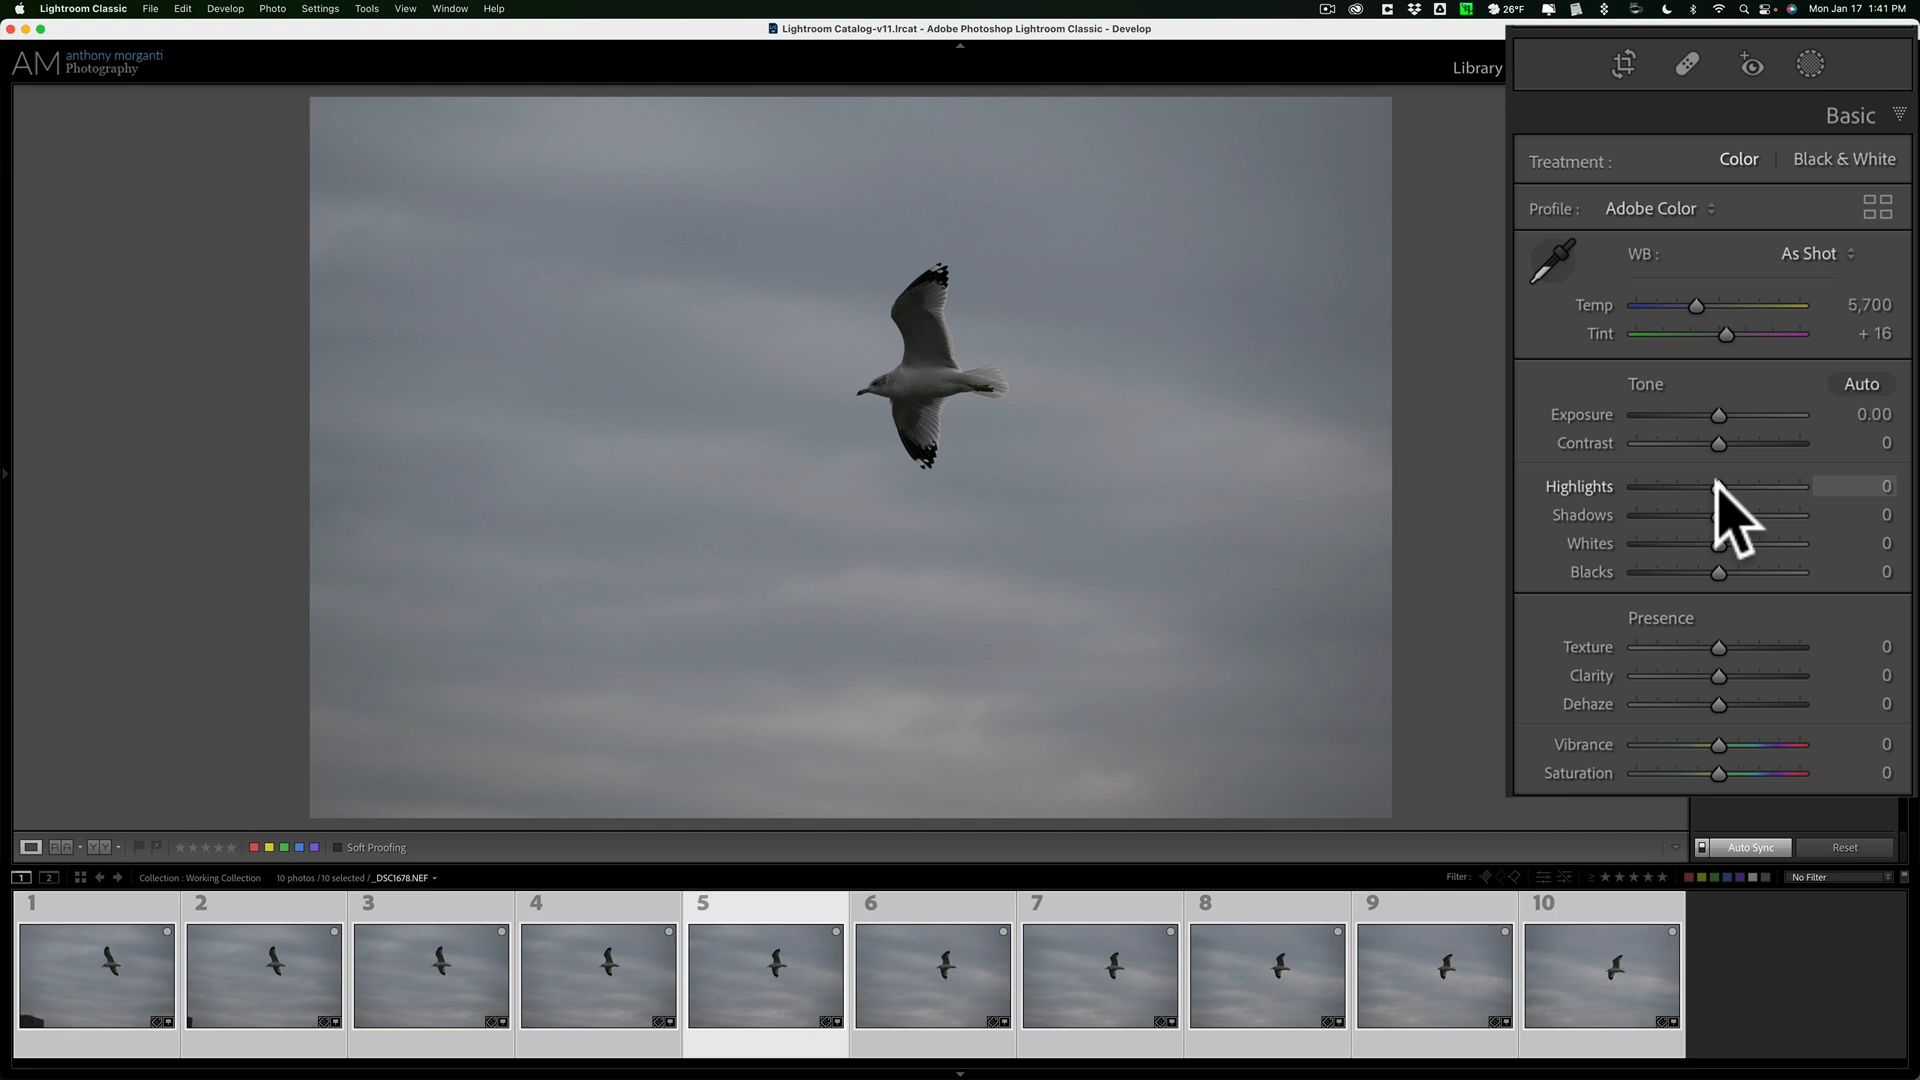 Lightroom Classic File Edit Develop Photo Settings Tools View Window Help 26°F Mon Jan 17 1:41 PM
Lightroom Catalog-v11.lrcat - Adobe Photoshop Lightroom Classic - Develop
AM anthony morganti
Photography
Library
Basic
Treatment : Color Black & White
Profile : Adobe Color
WB : As Shot
Temp 5,700
Tint + 16
Tone Auto
Exposure 0.00
Contrast 0
Highlights 0
Shadows 0
Whites 0
Blacks 0
Presence
Texture 0
Clarity 0
Dehaze 0
Vibrance 0
Saturation 0
R A Y Y Soft Proofing Auto Sync Reset
1 2 Collection : Working Collection 10 photos / 10 selected / _DSC1678.NEF Filter : ≥ No Filter
1 2 3 4 5 6 7 8 9 10